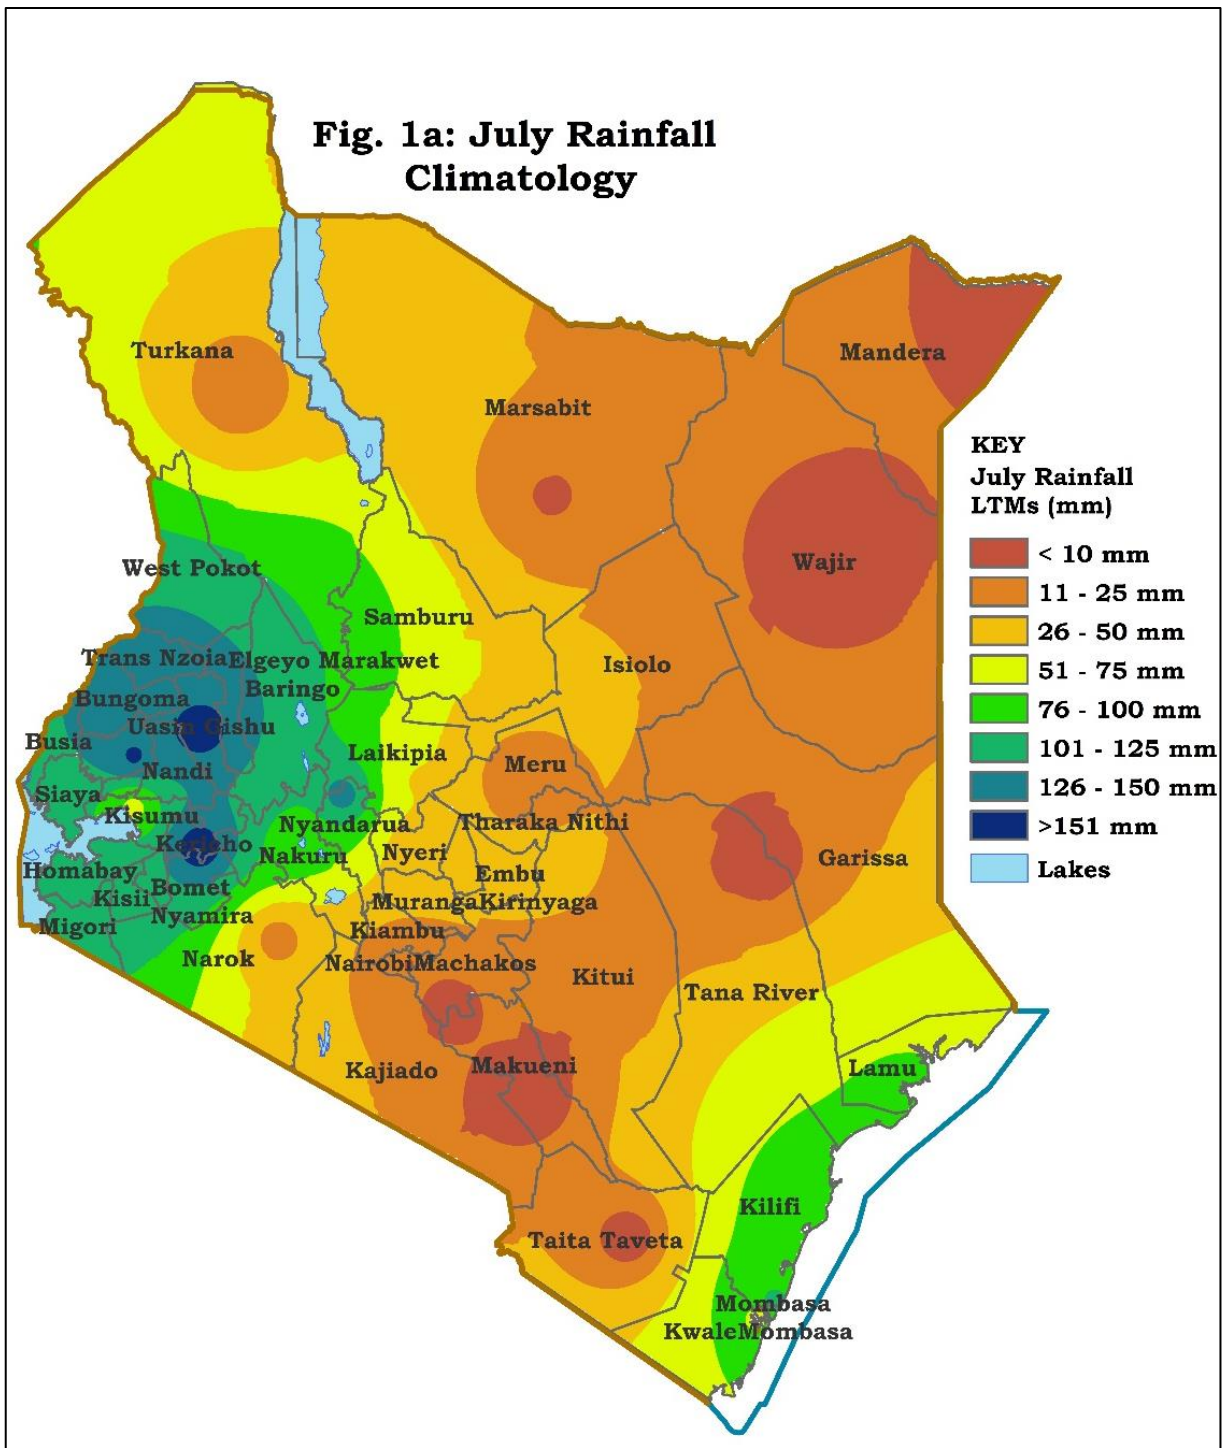 Fig. 1a: July Rainfall
Climatology
Turkana
Mandera
Marsabit
KEY
July Rainfall
LTMs (mm)
< 10 mm
11 - 25 mm
26 - 50 mm
51 - 75 mm
76 - 100 mm
101 - 125 mm
126 - 150 mm
>151 mm
Lakes
West Pokot
Wajir
Samburu
Trans Nzoia
Elgeyo Marakwet
Isiolo
Baringo
Bungoma
Uasin Gishu
Busia
Laikipia
Nandi
Meru
Siaya
Kisumu
Nyandarua
Tharaka Nithi
Kericho
Nyeri
Nakuru
Garissa
Homabay
Embu
Bomet
Kisii
Muranga
Kirinyaga
Nyamira
Migori
Kiambu
Narok
Nairobi
Machakos
Kitui
Tana River
Kajiado
Makueni
Lamu
Kilifi
Taita Taveta
Mombasa
Kwale
Mombasa